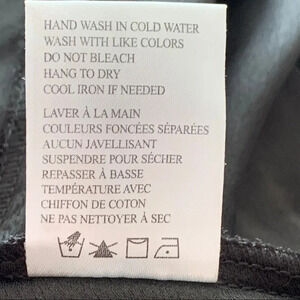 HAND WASH IN COLD WATER
WASH WITH LIKE COLORS
DO NOT BLEACH
HANG TO DRY
COOL IRON IF NEEDED
LAVER À LA MAIN
COULEURS FONCÉES SÉPARÉES
AUCUN JAVELLISANT
SUSPENDRE POUR SÉCHER
REPASSER À BASSE
TEMPÉRATURE AVEC
CHIFFON DE COTON
NE PAS NETTOYER À SEC